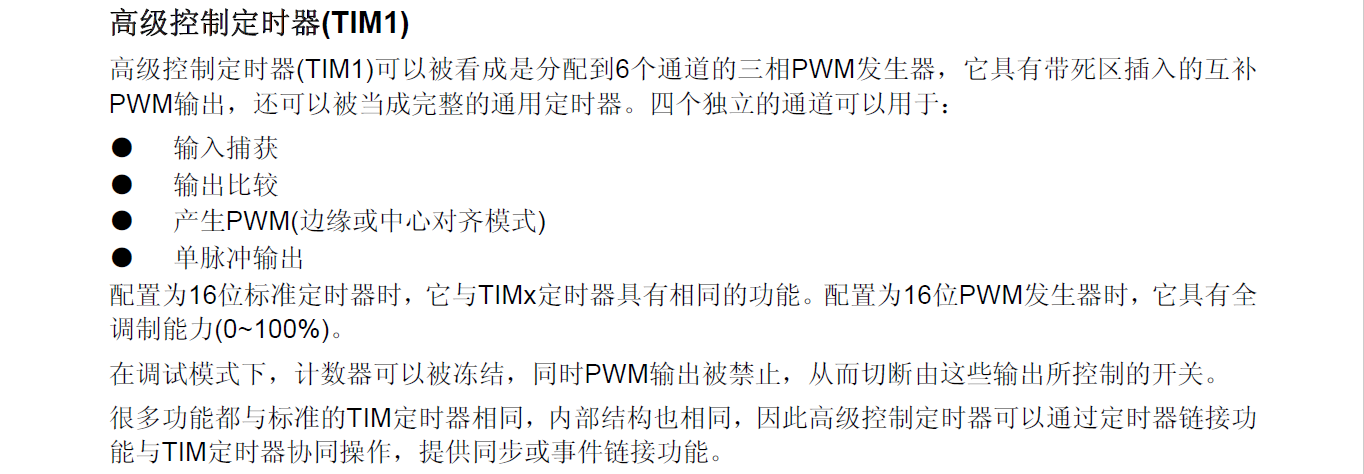 高级控制定时器(TIM1)
高级控制定时器(TIM1)可以被看成是分配到6个通道的三相PWM发生器，它具有带死区插入的互补
PWM输出，还可以被当成完整的通用定时器。四个独立的通道可以用于：
● 输入捕获
● 输出比较
● 产生PWM(边缘或中心对齐模式)
● 单脉冲输出
配置为16位标准定时器时，它与TIMx定时器具有相同的功能。配置为16位PWM发生器时，它具有全
调制能力(0~100%)。
在调试模式下，计数器可以被冻结，同时PWM输出被禁止，从而切断由这些输出所控制的开关。
很多功能都与标准的TIM定时器相同，内部结构也相同，因此高级控制定时器可以通过定时器链接功
能与TIM定时器协同操作，提供同步或事件链接功能。